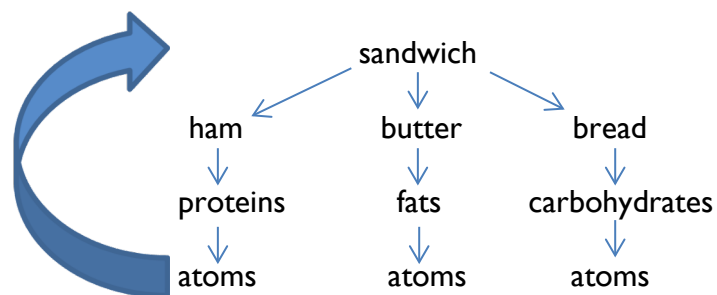 sandwich
ham butter bread
proteins fats carbohydrates
atoms atoms atoms